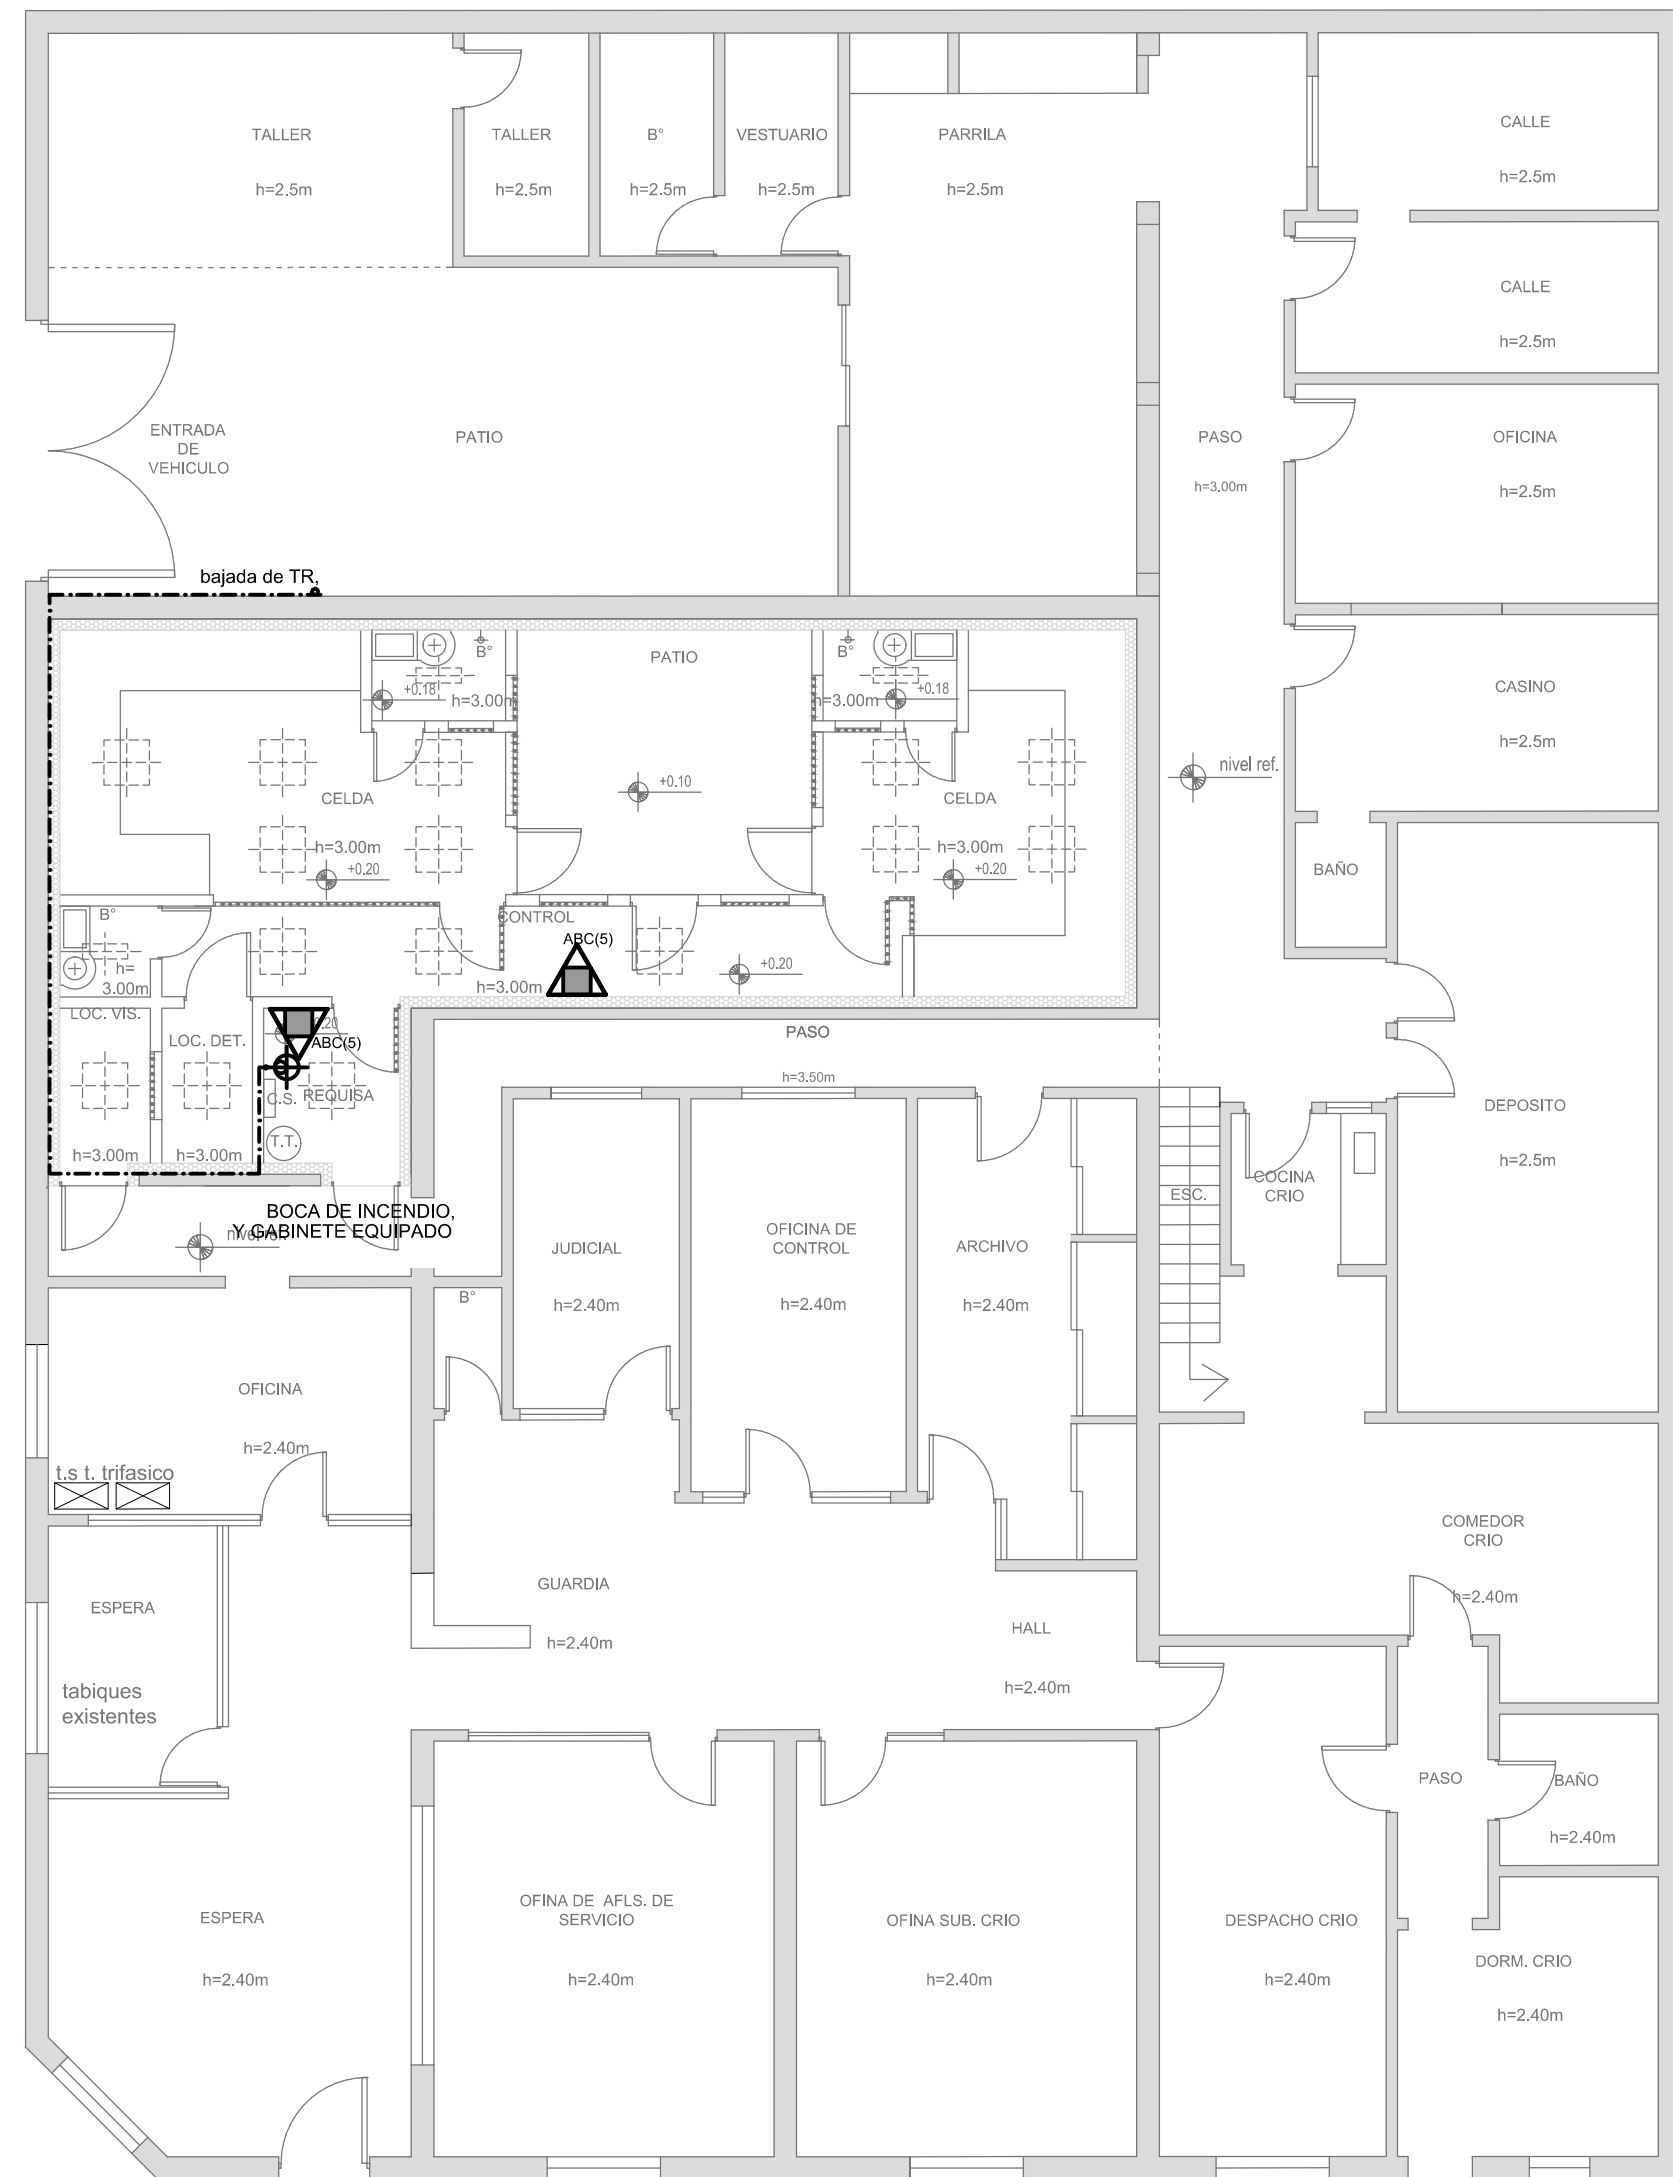 TALLER
h=2.5m
TALLER
h=2.5m
B°
h=2.5m
VESTUARIO
h=2.5m
PARRILA
h=2.5m
CALLE
h=2.5m
CALLE
h=2.5m
ENTRADA
DE
VEHICULO
PATIO
PASO
h=3.00m
OFICINA
h=2.5m
bajada de TR,
B°
+0.18
h=3.00m
PATIO
B°
+0.18
h=3.00m
CASINO
h=2.5m
nivel ref.
+0.10
CELDA
h=3.00m
+0.20
CELDA
h=3.00m
+0.20
BAÑO
B°
h=
3.00m
CONTROL
ABC(5)
h=3.00m
+0.20
LOC. VIS.
h=3.00m
LOC. DET.
h=3.00m
0.20
ABC(5)
C.S.
REQUISA
T.T.
PASO
h=3.50m
DEPOSITO
h=2.5m
BOCA DE INCENDIO,
Y GABINETE EQUIPADO
nivel ref.
ESC.
COCINA
CRIO
JUDICIAL
h=2.40m
OFICINA DE
CONTROL
h=2.40m
ARCHIVO
h=2.40m
B°
OFICINA
h=2.40m
t.s t. trifasico
COMEDOR
CRIO
h=2.40m
ESPERA
tabiques
existentes
GUARDIA
h=2.40m
HALL
h=2.40m
PASO
BAÑO
h=2.40m
ESPERA
h=2.40m
OFINA DE AFLS. DE
SERVICIO
h=2.40m
OFINA SUB. CRIO
h=2.40m
DESPACHO CRIO
h=2.40m
DORM. CRIO
h=2.40m